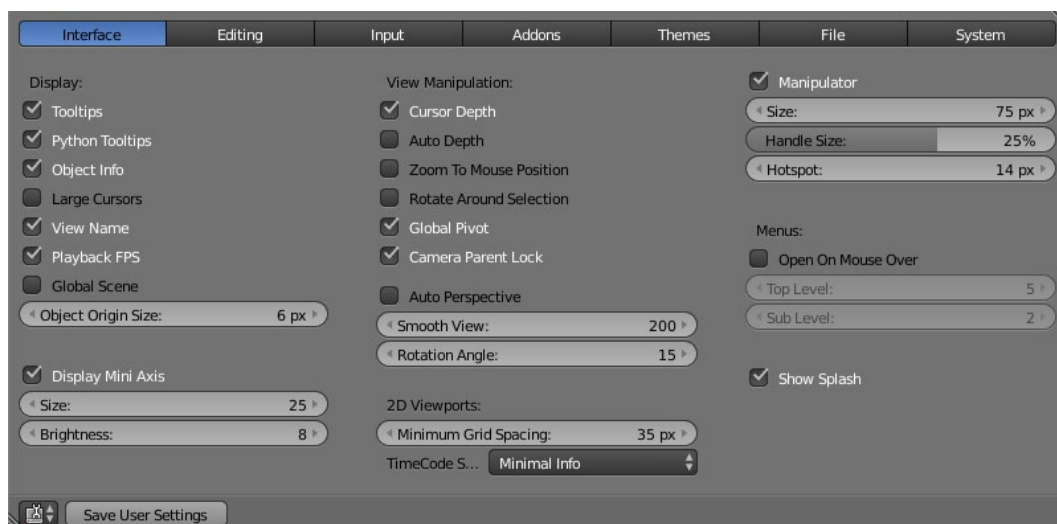 Interface Editing Input Addons Themes File System
Display:
Tooltips
Python Tooltips
Object Info
Large Cursors
View Name
Playback FPS
Global Scene
Object Origin Size: 6 px
Display Mini Axis
Size: 25
Brightness: 8
View Manipulation:
Cursor Depth
Auto Depth
Zoom To Mouse Position
Rotate Around Selection
Global Pivot
Camera Parent Lock
Auto Perspective
Smooth View: 200
Rotation Angle: 15
2D Viewports:
Minimum Grid Spacing: 35 px
TimeCode S... Minimal Info
Manipulator
Size: 75 px
Handle Size: 25%
Hotspot: 14 px
Menus:
Open On Mouse Over
Top Level: 5
Sub Level: 2
Show Splash
Save User Settings